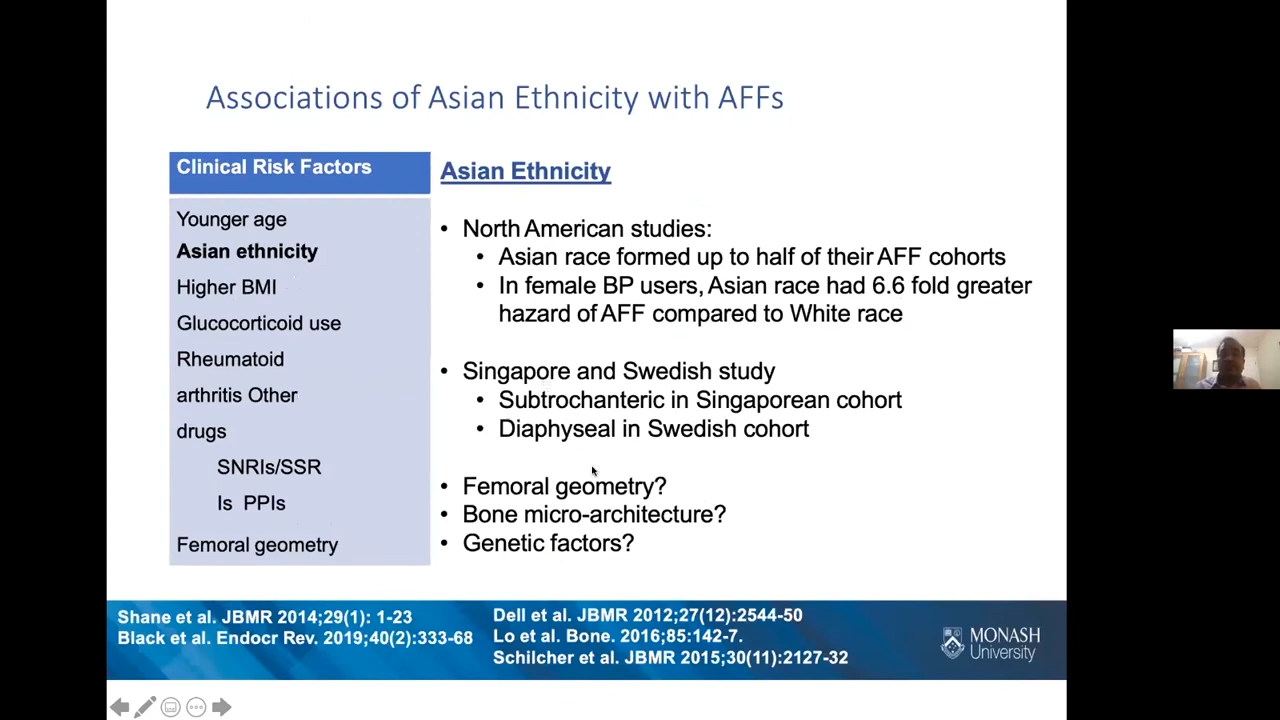 Associations of Asian Ethnicity with AFFs
Clinical Risk Factors
Younger age
Asian ethnicity
Higher BMI
Glucocorticoid use
Rheumatoid
arthritis Other
drugs
SNRIs/SSR
Is PPIs
Femoral geometry
Asian Ethnicity
• North American studies:
• Asian race formed up to half of their AFF cohorts
• In female BP users, Asian race had 6.6 fold greater
hazard of AFF compared to White race
• Singapore and Swedish study
• Subtrochanteric in Singaporean cohort
• Diaphyseal in Swedish cohort
• Femoral geometry?
• Bone micro-architecture?
• Genetic factors?
Shane et al. JBMR 2014;29(1): 1-23
Black et al. Endocr Rev. 2019;40(2):333-68
Dell et al. JBMR 2012;27(12):2544-50
Lo et al. Bone. 2016;85:142-7.
Schilcher et al. JBMR 2015;30(11):2127-32
MONASH
University